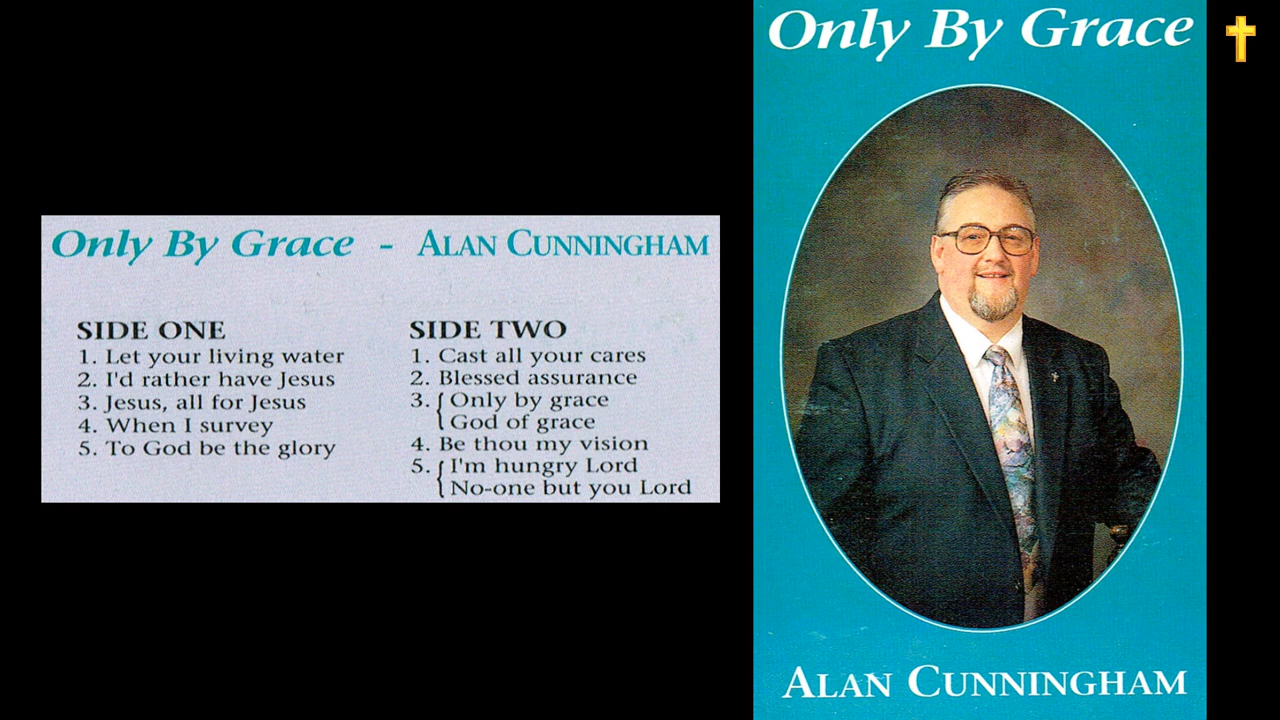 Only By Grace - ALAN CUNNINGHAM
SIDE ONE
1. Let your living water
2. I'd rather have Jesus
3. Jesus, all for Jesus
4. When I survey
5. To God be the glory
SIDE TWO
1. Cast all your cares
2. Blessed assurance
3. { Only by grace
God of grace
4. Be thou my vision
5. { I'm hungry Lord
No-one but you Lord
Only By Grace
ALAN CUNNINGHAM